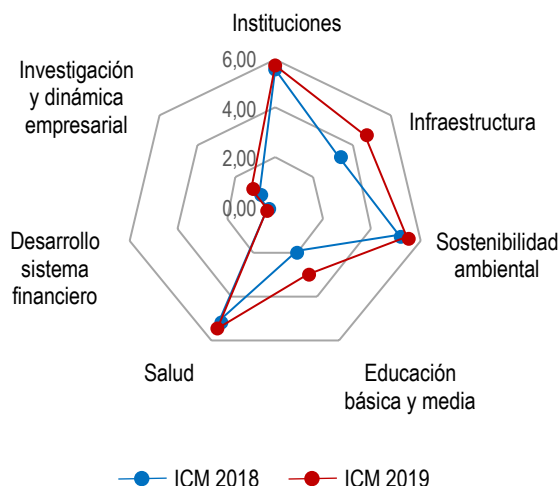 Instituciones
6,00
4,00
2,00
0,00
Infraestructura
Sostenibilidad
ambiental
Educación
básica y media
Salud
Desarrollo
sistema
financiero
Investigación
y dinámica
empresarial
ICM 2018
ICM 2019